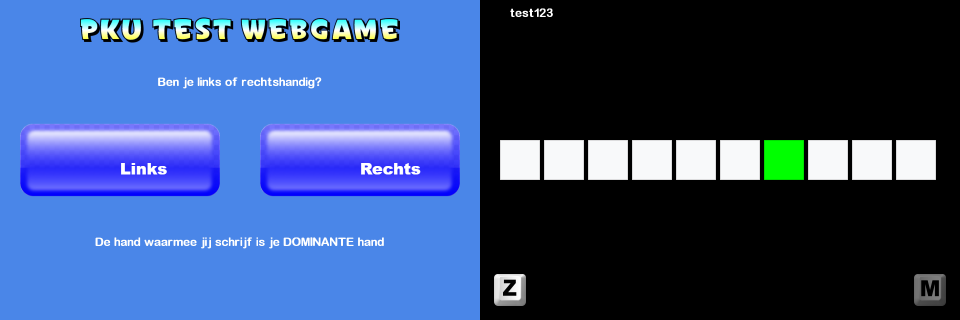 PKU TEST WEBGAME
Ben je links of rechtshandig?
Links
Rechts
De hand waarmee jij schrijf is je DOMINANTE hand
test123
Z
M